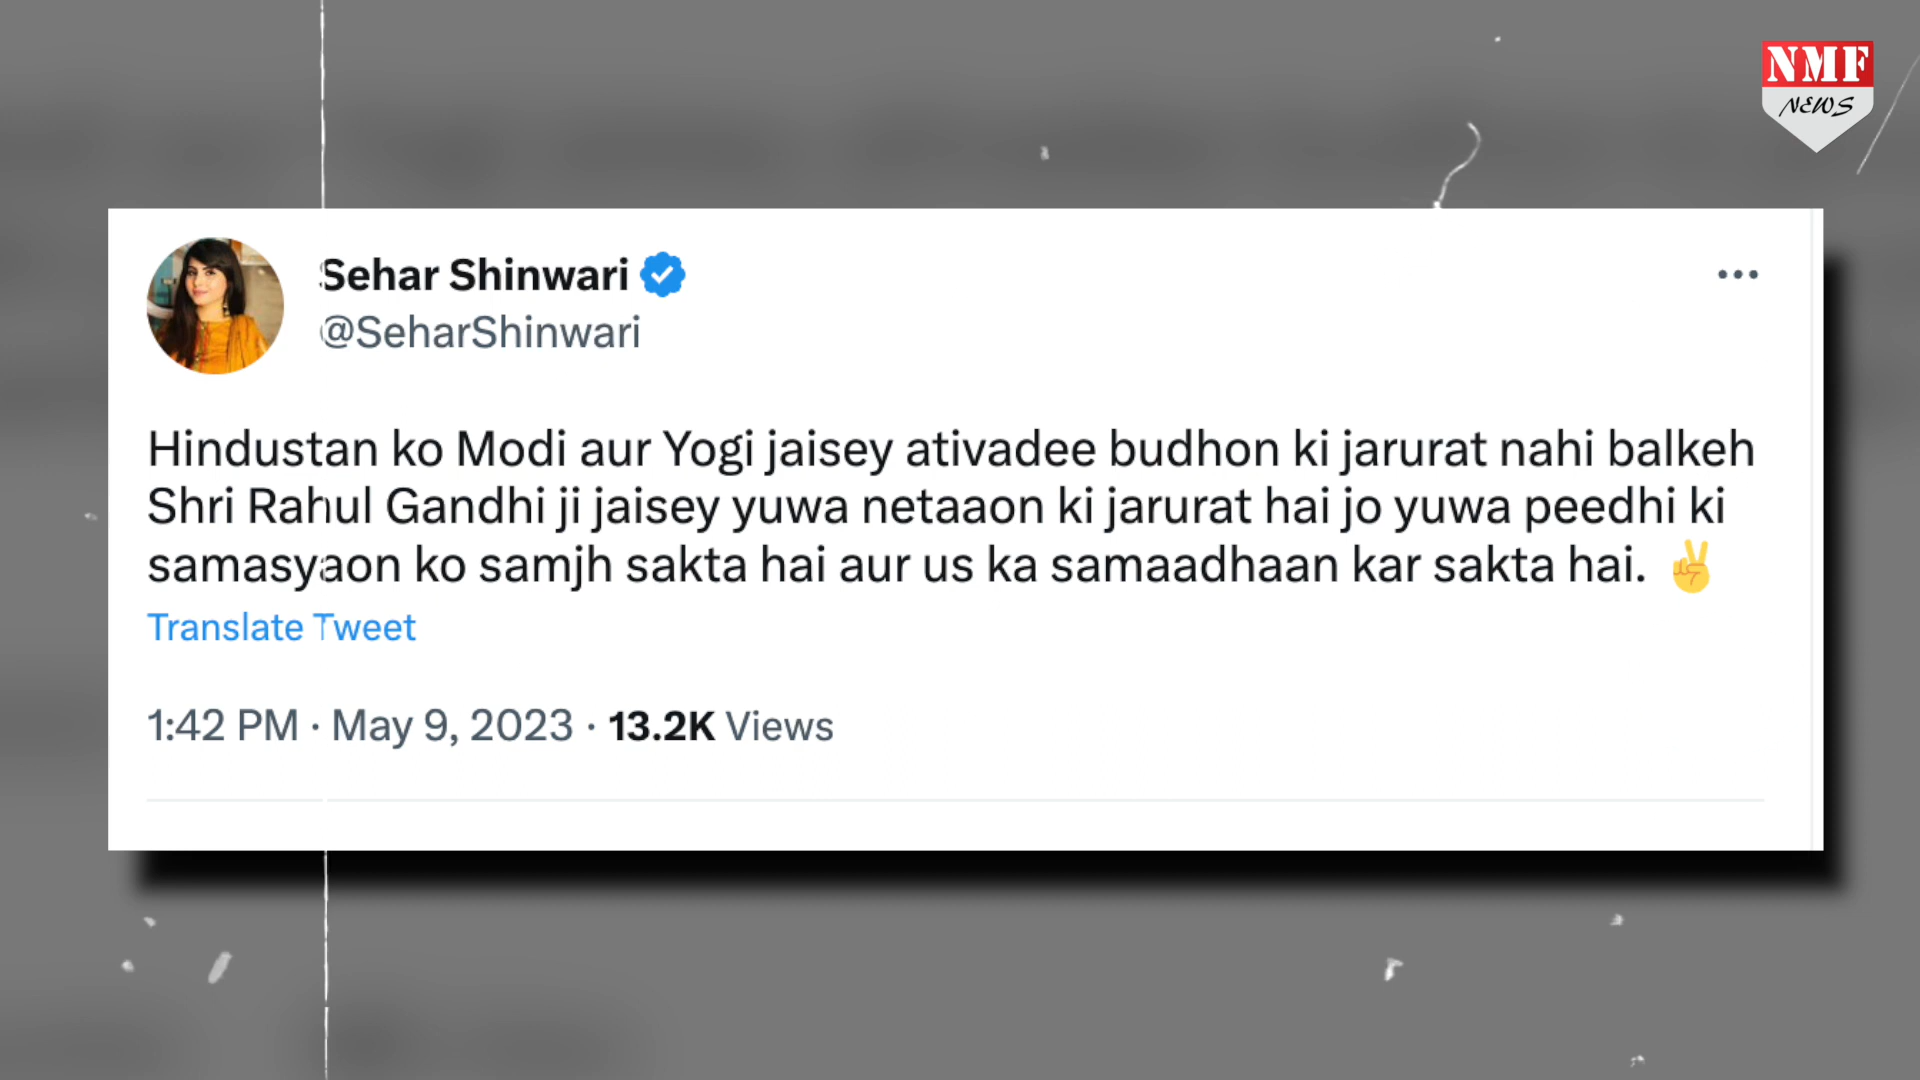 NMF
NEWS
Sehar Shinwari
@SeharShinwari
Hindustan ko Modi aur Yogi jaisey ativadee budhon ki jarurat nahi balkeh
Shri Rahul Gandhi ji jaisey yuwa netaaon ki jarurat hai jo yuwa peedhi ki
samasyaon ko samjh sakta hai aur us ka samaadhaan kar sakta hai. ✌️
Translate Tweet
1:42 PM · May 9, 2023 · 13.2K Views